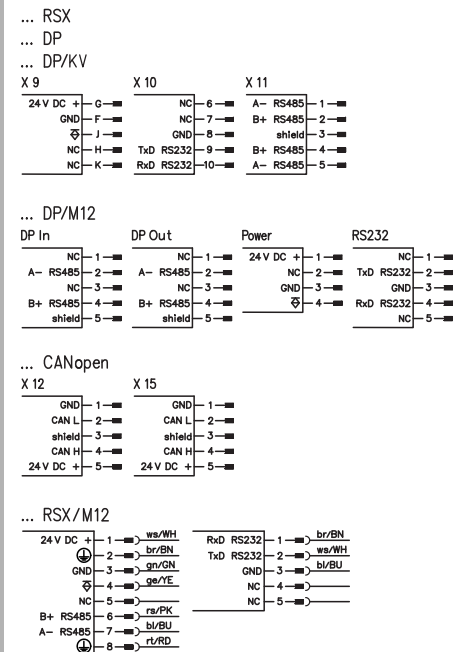 ... RSX
... DP
... DP/KV
X 9 X 10 X 11
24 V DC + G
GND F
J
NC H
NC K
NC 6
NC 7
GND 8
TxD RS232 9
RxD RS232 10
A- RS485 1
B+ RS485 2
shield 3
B+ RS485 4
A- RS485 5
... DP/M12
DP In DP Out Power RS232
NC 1
A- RS485 2
NC 3
B+ RS485 4
shield 5
NC 1
A- RS485 2
NC 3
B+ RS485 4
shield 5
24 V DC + 1
NC 2
GND 3
4
NC 1
TxD RS232 2
GND 3
RxD RS232 4
NC 5
... CANopen
X 12 X 15
GND 1
CAN L 2
shield 3
CAN H 4
24 V DC + 5
GND 1
CAN L 2
shield 3
CAN H 4
24 V DC + 5
... RSX/M12
24 V DC + 1 ws/WH
2 br/BN
GND 3 gn/GN
4 ge/YE
NC 5
B+ RS485 6 rs/PK
A- RS485 7 bl/BU
8 rt/RD
RxD RS232 1 br/BN
TxD RS232 2 ws/WH
GND 3 bl/BU
NC 4
NC 5